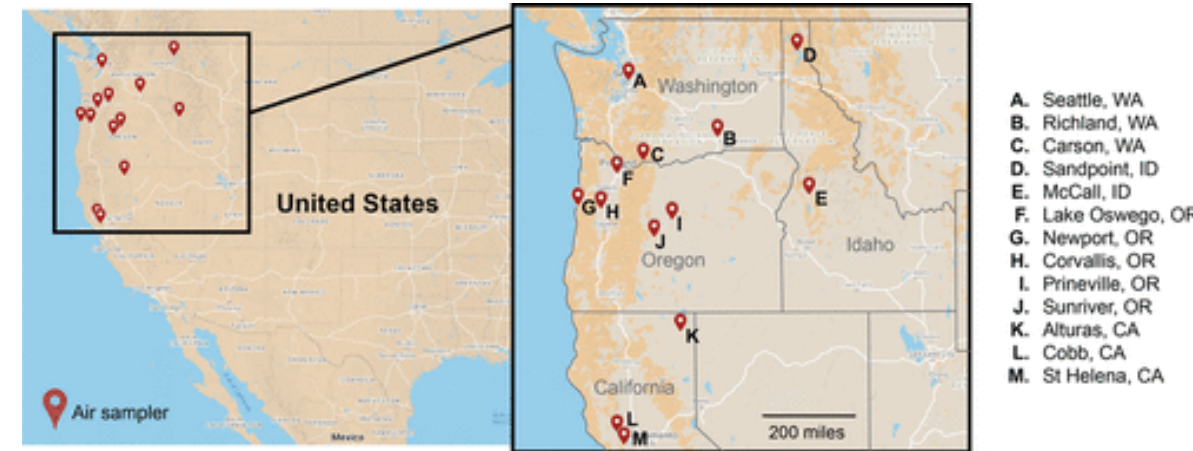 United States
Air sampler
Mexico
A
Washington
D
B
C
F
E
G
H
I
J
Oregon
Idaho
K
California
L
M
200 miles
A. Seattle, WA
B. Richland, WA
C. Carson, WA
D. Sandpoint, ID
E. McCall, ID
F. Lake Oswego, OR
G. Newport, OR
H. Corvallis, OR
I. Prineville, OR
J. Sunriver, OR
K. Alturas, CA
L. Cobb, CA
M. St Helena, CA